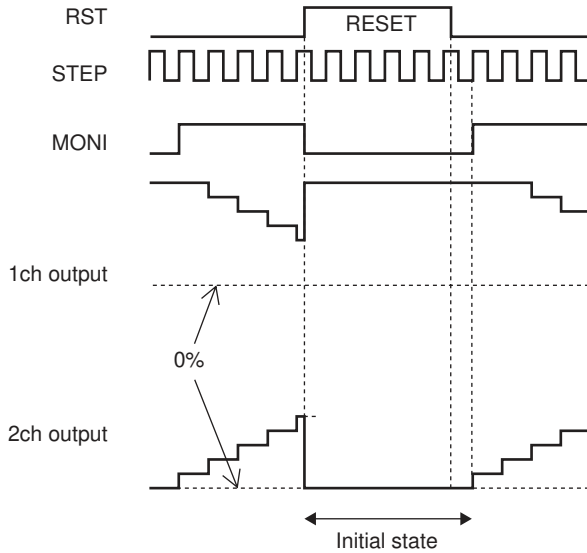 RST
RESET
STEP
MONI
1ch output
0%
2ch output
Initial state